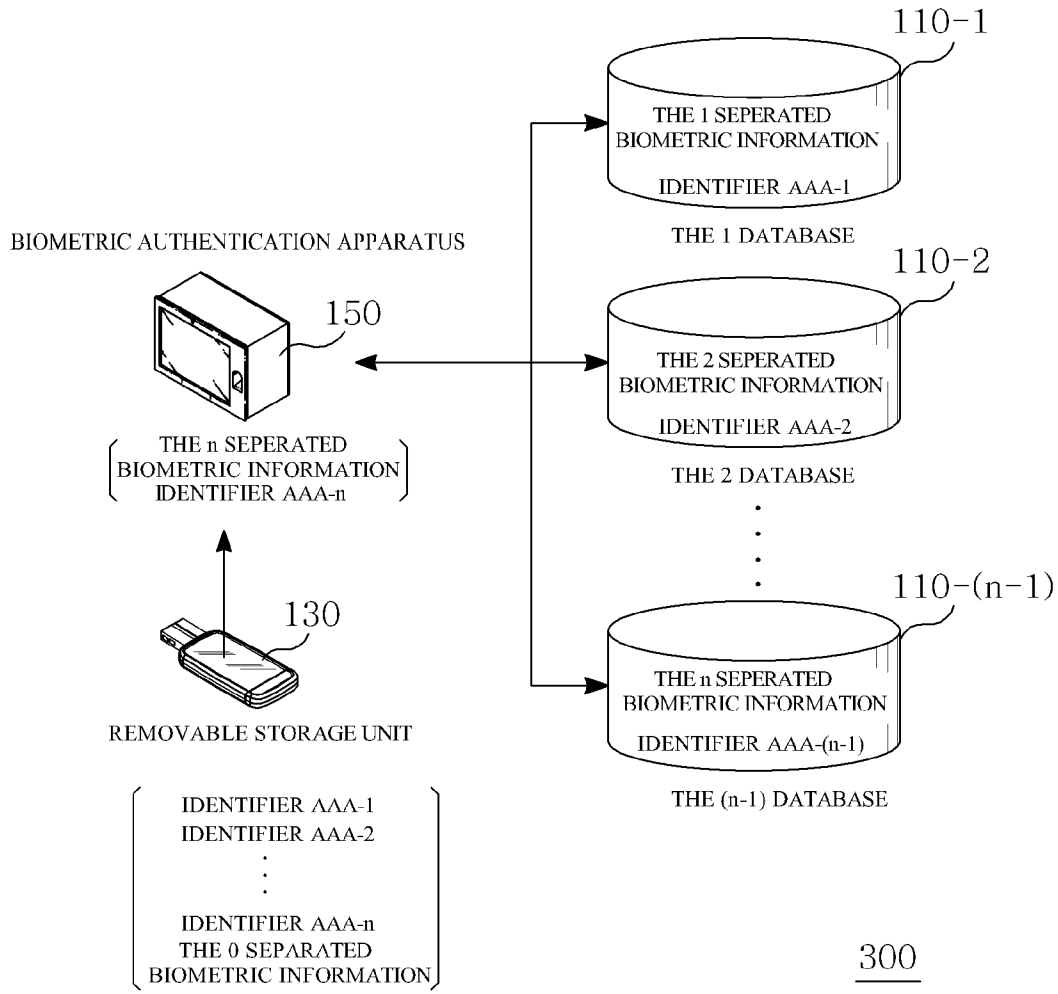 110-1
THE 1 SEPERATED
BIOMETRIC INFORMATION
IDENTIFIER AAA-1
THE 1 DATABASE
BIOMETRIC AUTHENTICATION APPARATUS
150
THE n SEPERATED
BIOMETRIC INFORMATION
IDENTIFIER AAA-n
110-2
THE 2 SEPERATED
BIOMETRIC INFORMATION
IDENTIFIER AAA-2
THE 2 DATABASE
130
REMOVABLE STORAGE UNIT
110-(n-1)
THE n SEPERATED
BIOMETRIC INFORMATION
IDENTIFIER AAA-(n-1)
THE (n-1) DATABASE
IDENTIFIER AAA-1
IDENTIFIER AAA-2
IDENTIFIER AAA-n
THE 0 SEPARATED
BIOMETRIC INFORMATION
300